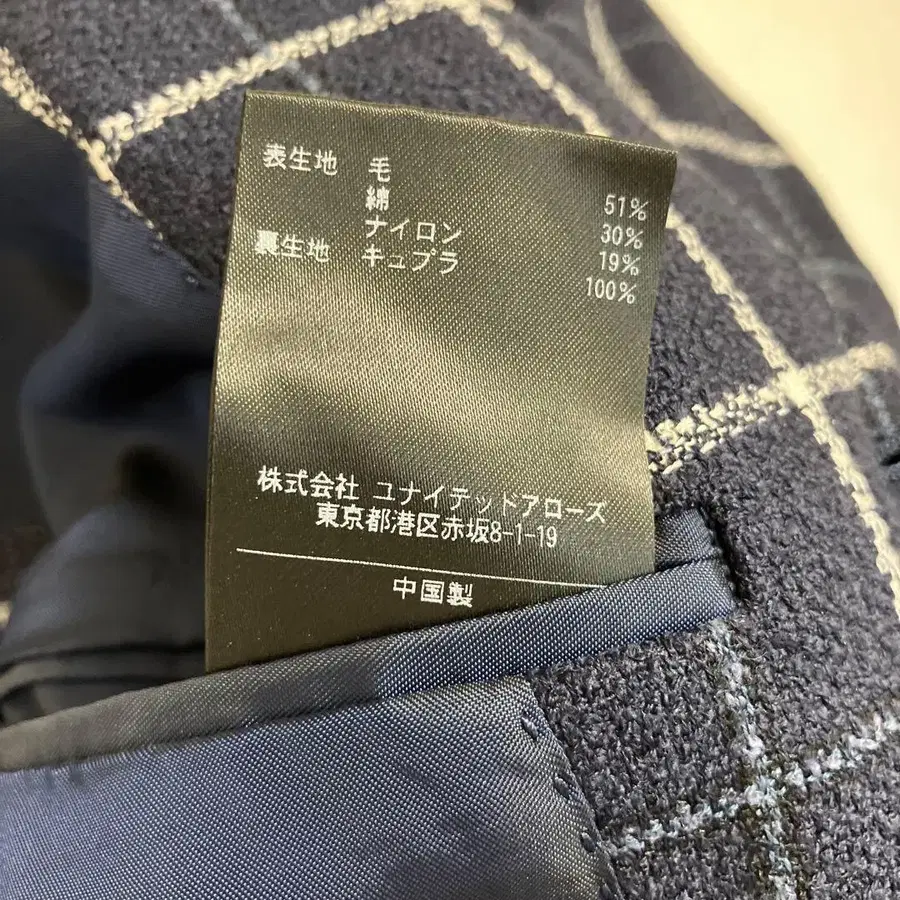 表生地 毛 51%
綿 30%
ナイロン 19%
裏生地 キュプラ 100%
株式会社 ユナイテッドアローズ
東京都港区赤坂8-1-19
中国製